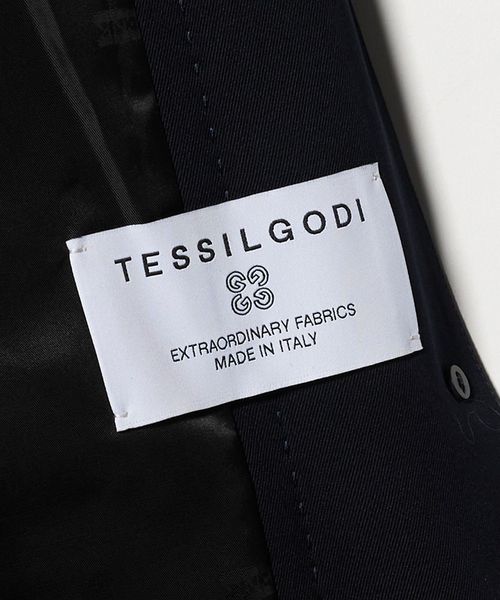 TESSILGODI
EXTRAORDINARY FABRICS
MADE IN ITALY